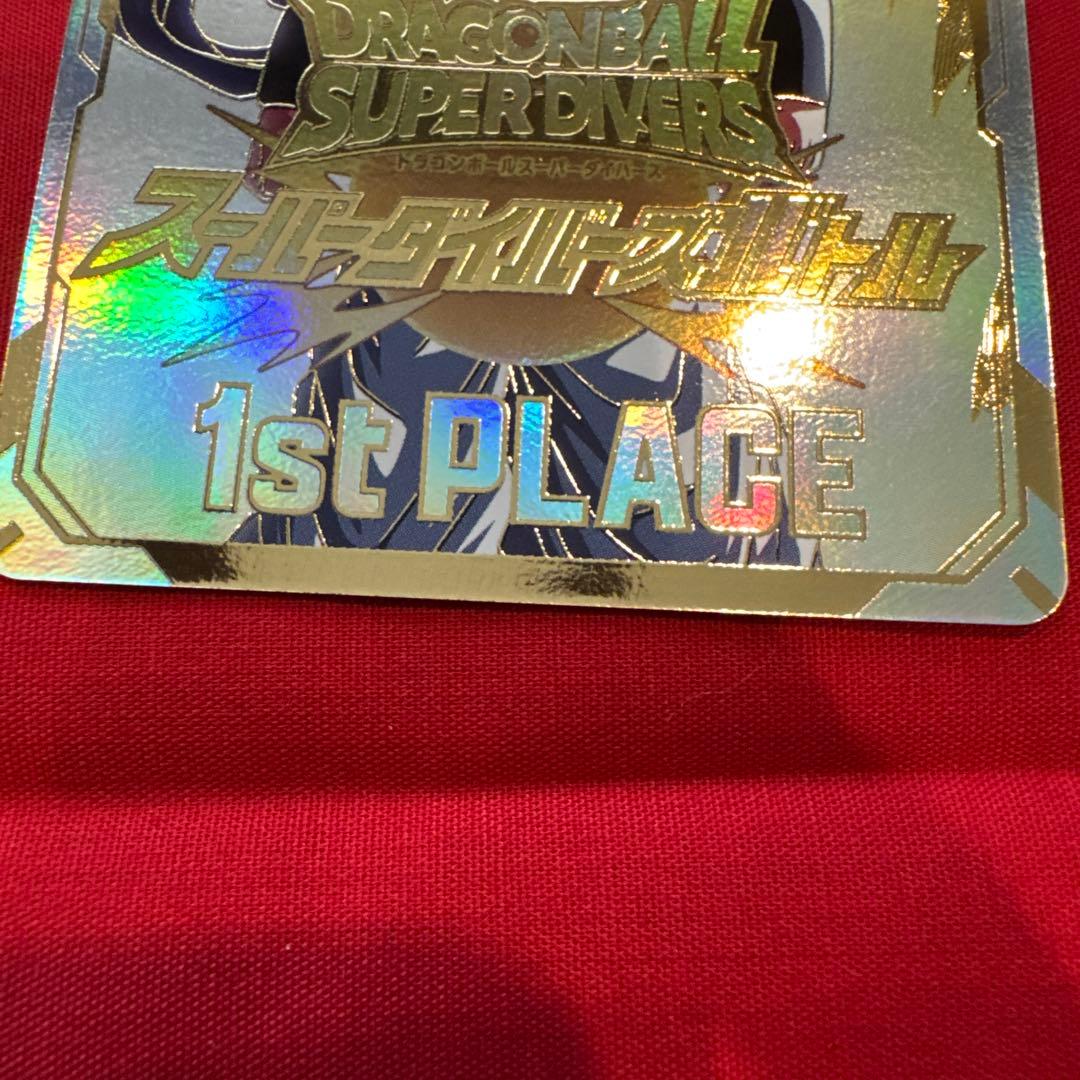 DRAGONBALL
SUPER DIVERS
ドラゴンボールスーパーダイバーズ
スーパーダイバーズバトル
1st PLACE